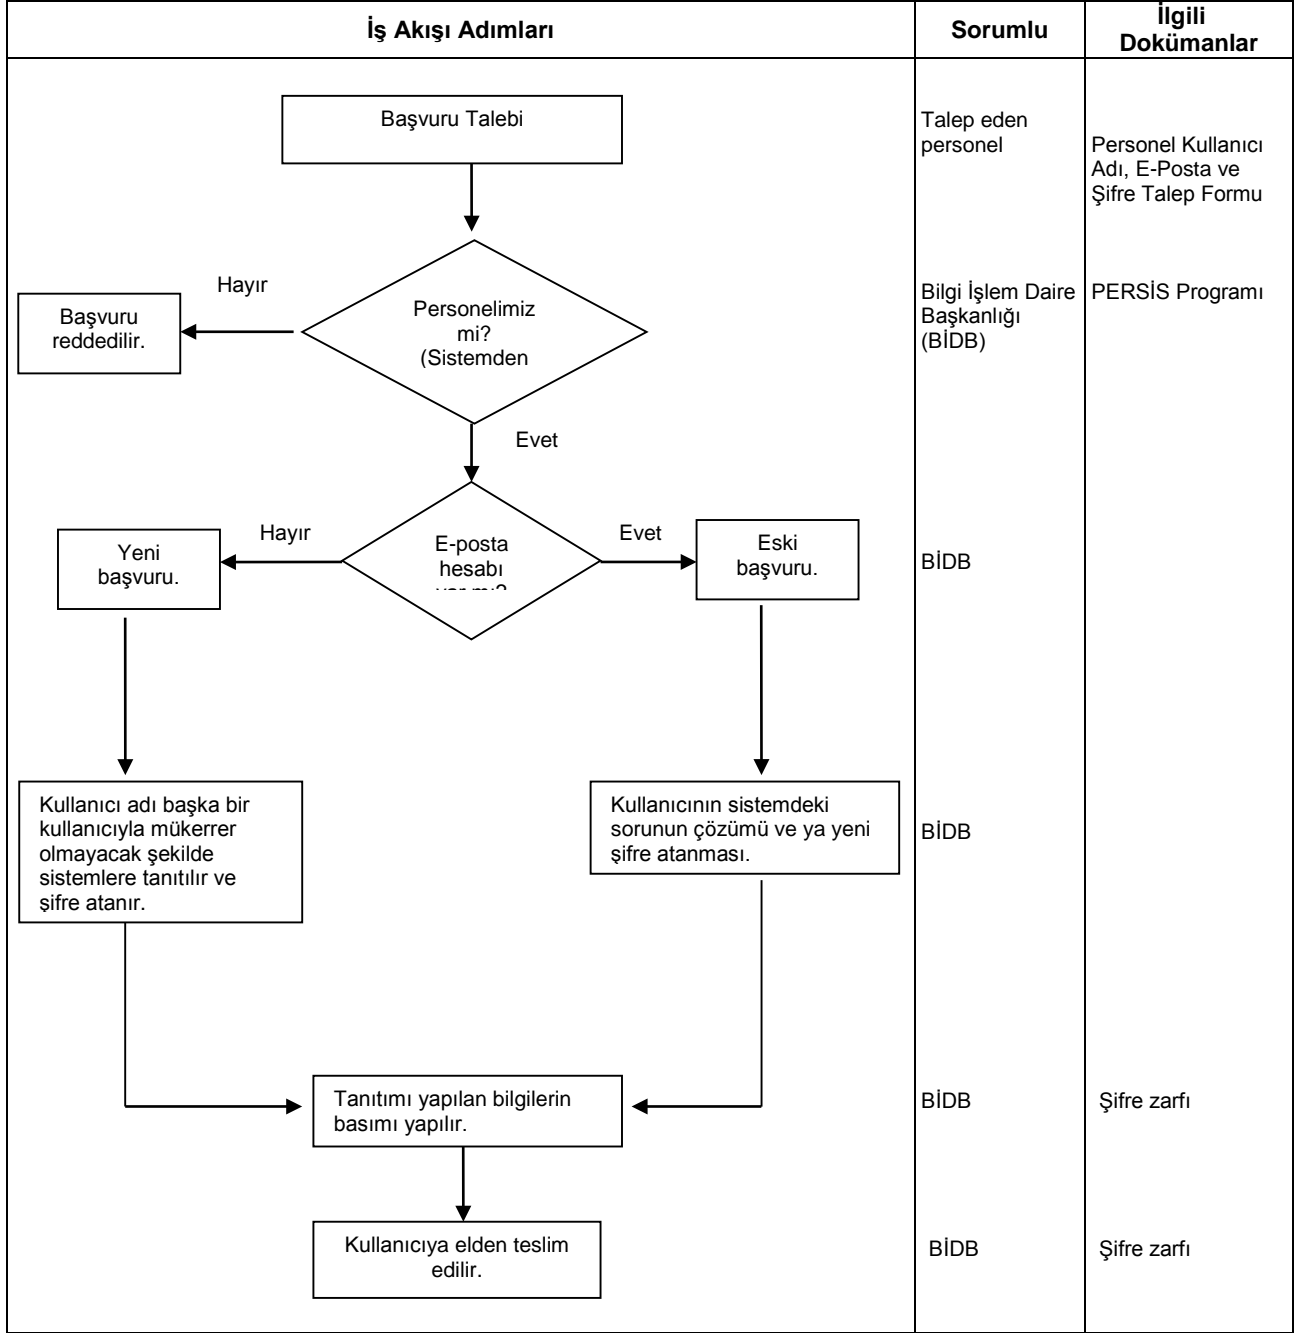 İş Akışı Adımları
Sorumlu
İlgili
Dokümanlar
Başvuru Talebi
Talep eden
personel
Personel Kullanıcı
Adı, E-Posta ve
Şifre Talep Formu
Hayır
Başvuru
reddedilir.
Personelimiz
mi?
(Sistemden
Bilgi İşlem Daire
Başkanlığı
(BİDB)
PERSİS Programı
Evet
Yeni
başvuru.
Hayır
E-posta
hesabı
Evet
Eski
başvuru.
BİDB
Kullanıcı adı başka bir
kullanıcıyla mükerrer
olmayacak şekilde
sistemlere tanıtılır ve
şifre atanır.
Kullanıcının sistemdeki
sorunun çözümü ve ya yeni
şifre atanması.
BİDB
Tanıtımı yapılan bilgilerin
basımı yapılır.
BİDB
Şifre zarfı
Kullanıcıya elden teslim
edilir.
BİDB
Şifre zarfı